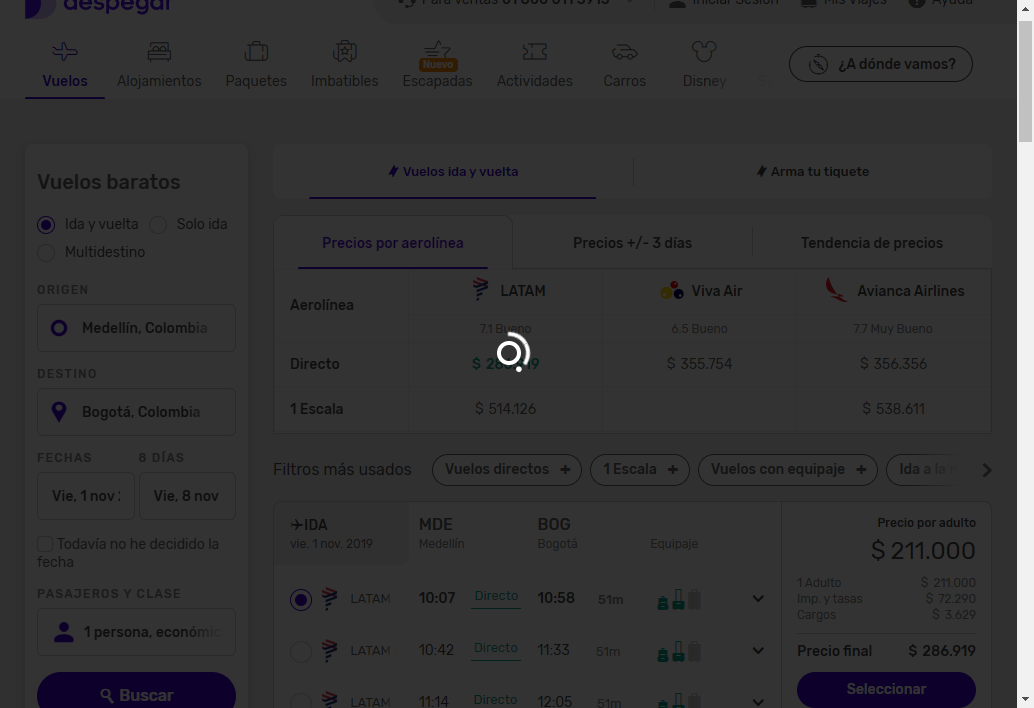 despegar
Para ventas 01 800 011 3915
Iniciar Sesión
Mis Viajes
Ayuda
Vuelos
Alojamientos
Paquetes
Imbatibles
Nuevo
Escapadas
Actividades
Carros
Disney
¿A dónde vamos?
Vuelos baratos
Ida y vuelta
Solo ida
Multidestino
ORIGEN
Medellín, Colombia
DESTINO
Bogotá, Colombia
FECHAS
8 DÍAS
Vie, 1 nov
Vie, 8 nov
Todavía no he decidido la
fecha
PASAJEROS Y CLASE
1 persona, económic
Buscar
Vuelos ida y vuelta
Arma tu tiquete
Precios por aerolínea
Precios +/- 3 días
Tendencia de precios
Aerolínea
LATAM
Viva Air
Avianca Airlines
7.1 Bueno
6.5 Bueno
7.7 Muy Bueno
Directo
$ 286.919
$ 355.754
$ 356.356
1 Escala
$ 514.126
$ 538.611
Filtros más usados
Vuelos directos +
1 Escala +
Vuelos con equipaje +
Ida a la
IDA
vie. 1 nov. 2019
MDE
Medellín
BOG
Bogotá
Equipaje
LATAM
10:07
Directo
10:58
51m
LATAM
10:42
Directo
11:33
51m
LATAM
11:14
Directo
12:05
51m
Precio por adulto
$ 211.000
1 Adulto
$ 211.000
Imp. y tasas
$ 72.290
Cargos
$ 3.629
Precio final
$ 286.919
Seleccionar